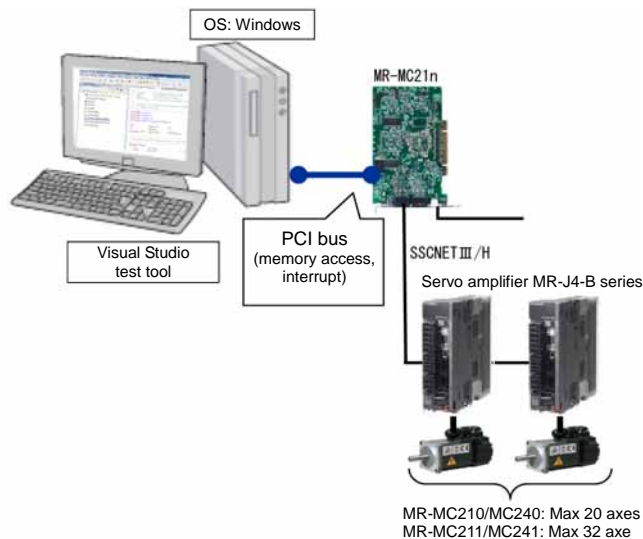 OS: Windows
MR-MC21n
Visual Studio
test tool
PCI bus
(memory access,
interrupt)
SSCNETⅢ/H
Servo amplifier MR-J4-B series
MR-MC210/MC240: Max 20 axes
MR-MC211/MC241: Max 32 axe